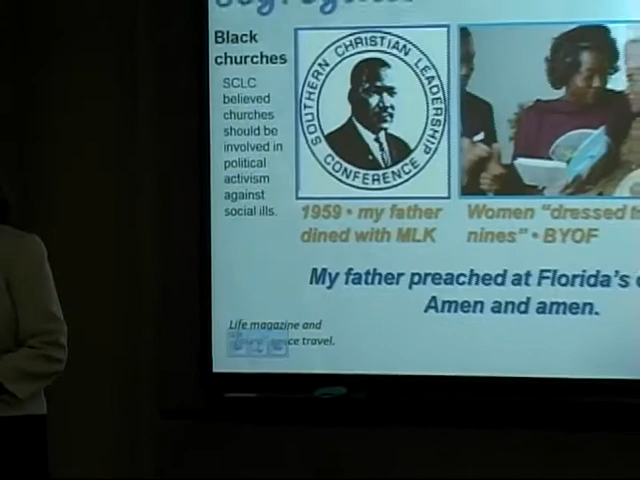 Black
churches
SCLC
believed
churches
should be
involved in
political
activism
against
social ills.
SOUTHERN CHRISTIAN LEADERSHIP
CONFERENCE
1959 • my father
dined with MLK
Women "dressed
nines" • BYOF
My father preached at Florida's
Amen and amen.
Life magazine and
ce travel.